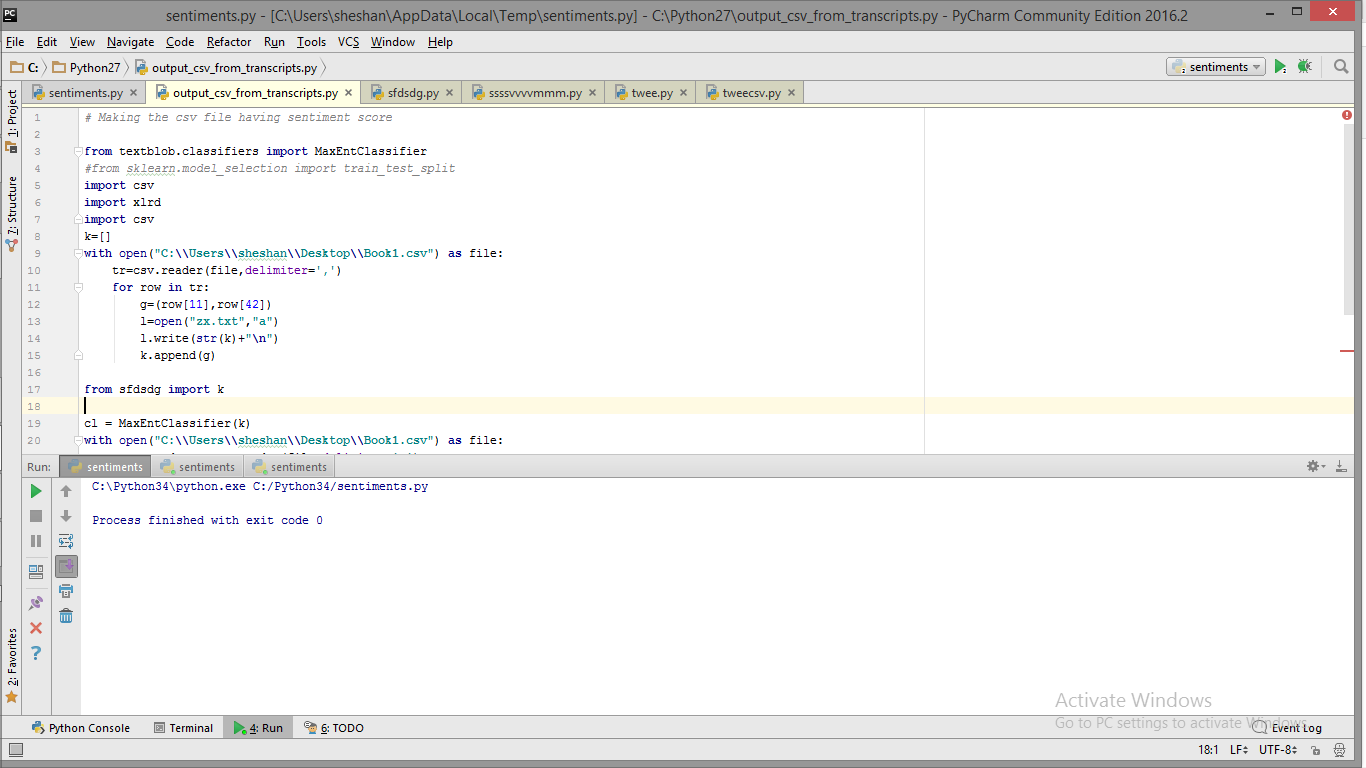 PC sentiments.py - [C:\Users\sheshan\AppData\Local\Temp\sentiments.py] - C:\Python27\output_csv_from_transcripts.py - PyCharm Community Edition 2016.2
File Edit View Navigate Code Refactor Run Tools VCS Window Help
C: Python27 output_csv_from_transcripts.py sentiments
sentiments.py output_csv_from_transcripts.py sfdsdg.py ssssvvvvmmm.py twee.py tweecsv.py
1: Project
7: Structure
2: Favorites
1 # Making the csv file having sentiment score
2
3 from textblob.classifiers import MaxEntClassifier
4 #from sklearn.model_selection import train_test_split
5 import csv
6 import xlrd
7 import csv
8 k=[]
9 with open("C:\\Users\\sheshan\\Desktop\\Book1.csv") as file:
10     tr=csv.reader(file,delimiter=',')
11     for row in tr:
12         g=(row[11],row[42])
13         l=open("zx.txt","a")
14         l.write(str(k)+"\n")
15         k.append(g)
16
17 from sfdsdg import k
18
19 cl = MaxEntClassifier(k)
20 with open("C:\\Users\\sheshan\\Desktop\\Book1.csv") as file:
Run: sentiments sentiments sentiments
C:\Python34\python.exe C:/Python34/sentiments.py
Process finished with exit code 0
Activate Windows
Go to PC settings to activate Windows.
Python Console Terminal 4: Run 6: TODO Event Log
18:1 LF UTF-8